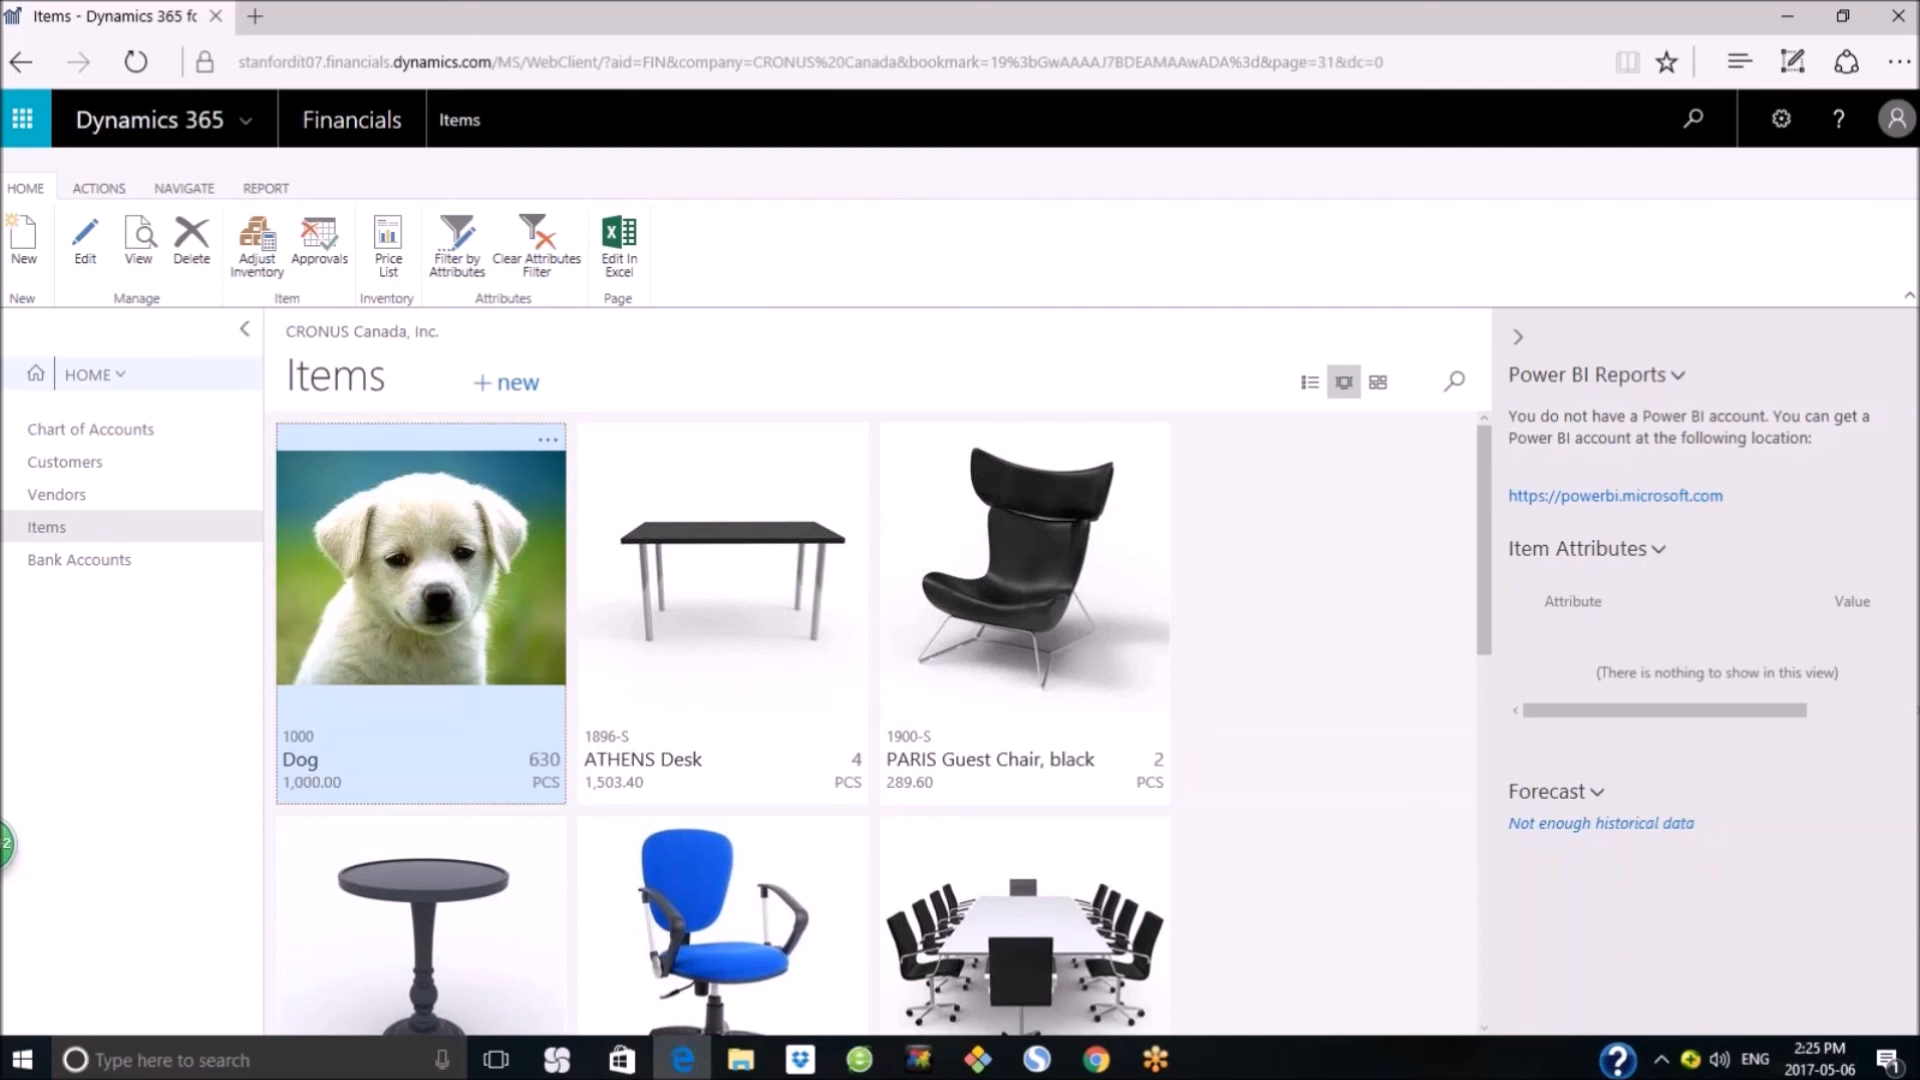 Items - Dynamics 365 fc
stanfordit07.financials.dynamics.com/MS/WebClient/?aid=FIN&company=CRONUS%20Canada&bookmark=19%3bGwAAAAJ7BDEAMAAwADA%3d&page=31&dc=0
Dynamics 365 Financials Items ?
HOME ACTIONS NAVIGATE REPORT
New Edit View Delete Adjust Inventory Approvals Price List Filter by Attributes Clear Attributes Filter Edit In Excel
New Manage Item Inventory Attributes Page
HOME
Chart of Accounts
Customers
Vendors
Items
Bank Accounts
CRONUS Canada, Inc.
Items + new
1000
Dog 630
1,000.00 PCS
1896-S
ATHENS Desk 4
1,503.40 PCS
1900-S
PARIS Guest Chair, black 2
289.60 PCS
Power BI Reports
You do not have a Power BI account. You can get a
Power BI account at the following location:
https://powerbi.microsoft.com
Item Attributes
Attribute Value
(There is nothing to show in this view)
Forecast
Not enough historical data
2
Type here to search
ENG
2:25 PM
2017-05-06
1